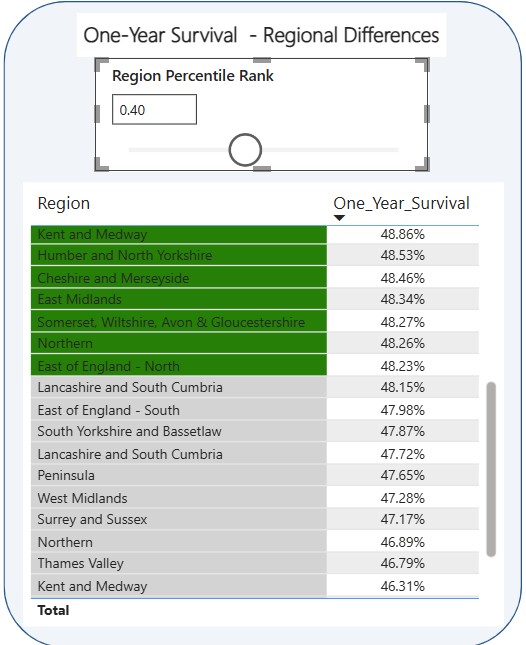 One-Year Survival - Regional Differences
Region Percentile Rank
0.40
Region One_Year_Survival
Kent and Medway 48.86%
Humber and North Yorkshire 48.53%
Cheshire and Merseyside 48.46%
East Midlands 48.34%
Somerset, Wiltshire, Avon & Gloucestershire 48.27%
Northern 48.26%
East of England - North 48.23%
Lancashire and South Cumbria 48.15%
East of England - South 47.98%
South Yorkshire and Bassetlaw 47.87%
Lancashire and South Cumbria 47.72%
Peninsula 47.65%
West Midlands 47.28%
Surrey and Sussex 47.17%
Northern 46.89%
Thames Valley 46.79%
Kent and Medway 46.31%
Total